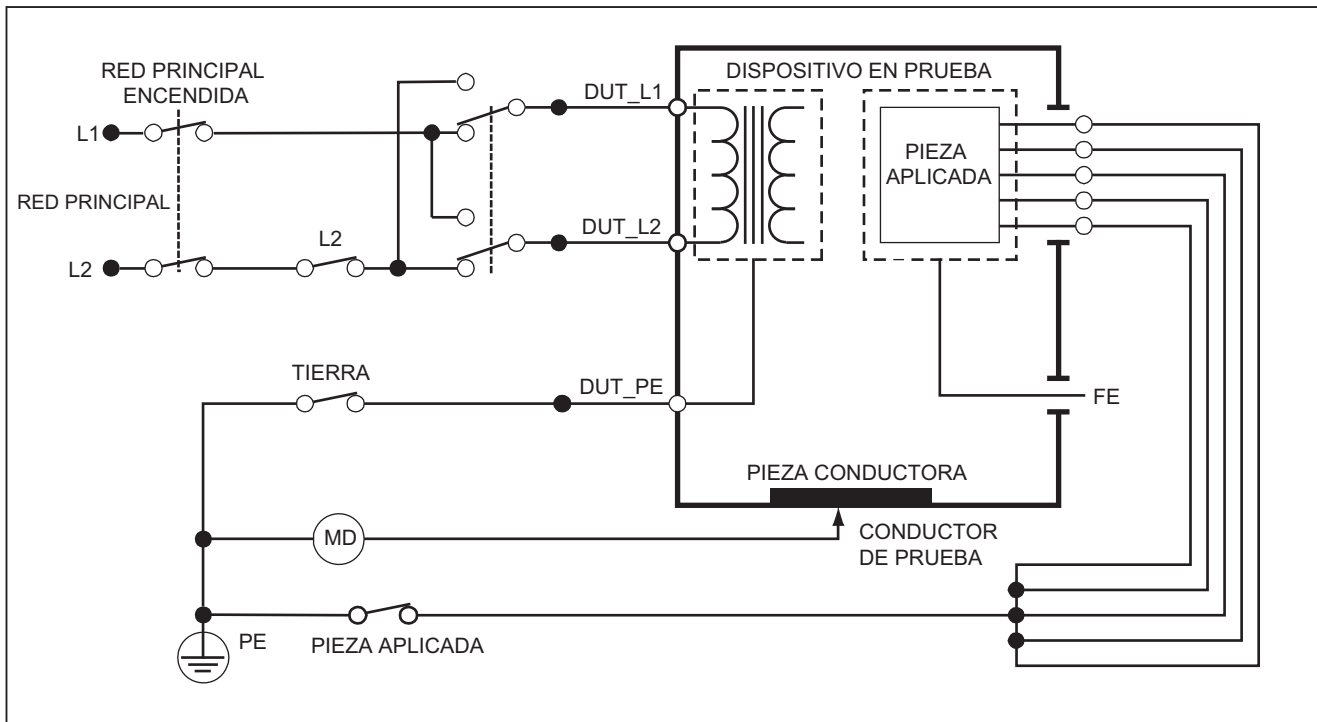 RED PRINCIPAL
ENCENDIDA
L1
RED PRINCIPAL
L2
L2
DUT_L1
DUT_L2
DISPOSITIVO EN PRUEBA
PIEZA
APLICADA
TIERRA
DUT_PE
FE
PIEZA CONDUCTORA
MD
CONDUCTOR
DE PRUEBA
PE
PIEZA APLICADA